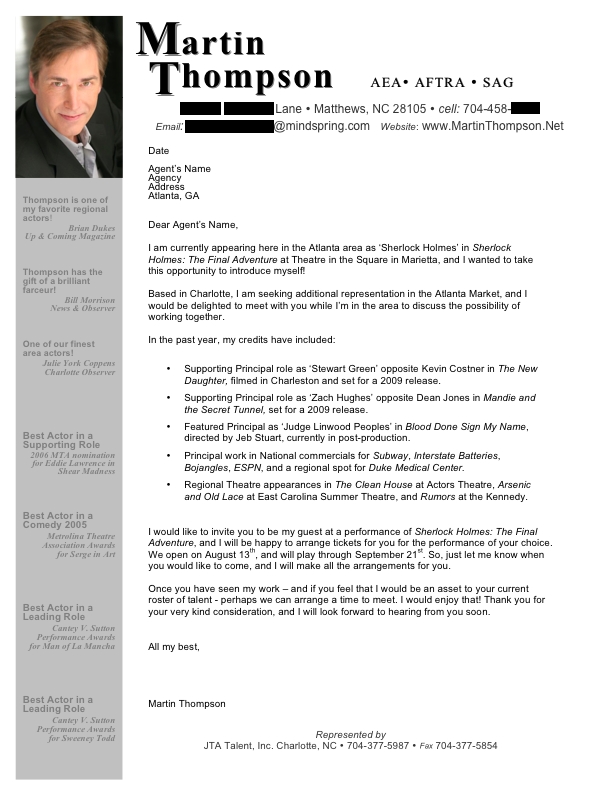 Martin
Thompson
AEA• AFTRA • SAG
Lane • Matthews, NC 28105 • cell: 704-458-
Email: @mindspring.com Website: www.MartinThompson.Net
Thompson is one of
my favorite regional
actors!
Brian Dukes
Up & Coming Magazine
Thompson has the
gift of a brilliant
farceur!
Bill Morrison
News & Observer
One of our finest
area actors!
Julie York Coppens
Charlotte Observer
Best Actor in a
Supporting Role
2006 MTA nomination
for Eddie Lawrence in
Shear Madness
Best Actor in a
Comedy 2005
Metrolina Theatre
Association Awards
for Serge in Art
Best Actor in a
Leading Role
Cantey V. Sutton
Performance Awards
for Man of La Mancha
Best Actor in a
Leading Role
Cantey V. Sutton
Performance Awards
for Sweeney Todd
Date
Agent's Name
Agency
Address
Atlanta, GA
Dear Agent's Name,
I am currently appearing here in the Atlanta area as 'Sherlock Holmes' in Sherlock
Holmes: The Final Adventure at Theatre in the Square in Marietta, and I wanted to take
this opportunity to introduce myself!
Based in Charlotte, I am seeking additional representation in the Atlanta Market, and I
would be delighted to meet with you while I'm in the area to discuss the possibility of
working together.
In the past year, my credits have included:
• Supporting Principal role as 'Stewart Green' opposite Kevin Costner in The New
Daughter, filmed in Charleston and set for a 2009 release.
• Supporting Principal role as 'Zach Hughes' opposite Dean Jones in Mandie and
the Secret Tunnel, set for a 2009 release.
• Featured Principal as 'Judge Linwood Peoples' in Blood Done Sign My Name,
directed by Jeb Stuart, currently in post-production.
• Principal work in National commercials for Subway, Interstate Batteries,
Bojangles, ESPN, and a regional spot for Duke Medical Center.
• Regional Theatre appearances in The Clean House at Actors Theatre, Arsenic
and Old Lace at East Carolina Summer Theatre, and Rumors at the Kennedy.
I would like to invite you to be my guest at a performance of Sherlock Holmes: The Final
Adventure, and I will be happy to arrange tickets for you for the performance of your choice.
We open on August 13th, and will play through September 21st. So, just let me know when
you would like to come, and I will make all the arrangements for you.
Once you have seen my work – and if you feel that I would be an asset to your current
roster of talent - perhaps we can arrange a time to meet. I would enjoy that! Thank you for
your very kind consideration, and I will look forward to hearing from you soon.
All my best,
Martin Thompson
Represented by
JTA Talent, Inc. Charlotte, NC • 704-377-5987 • Fax 704-377-5854